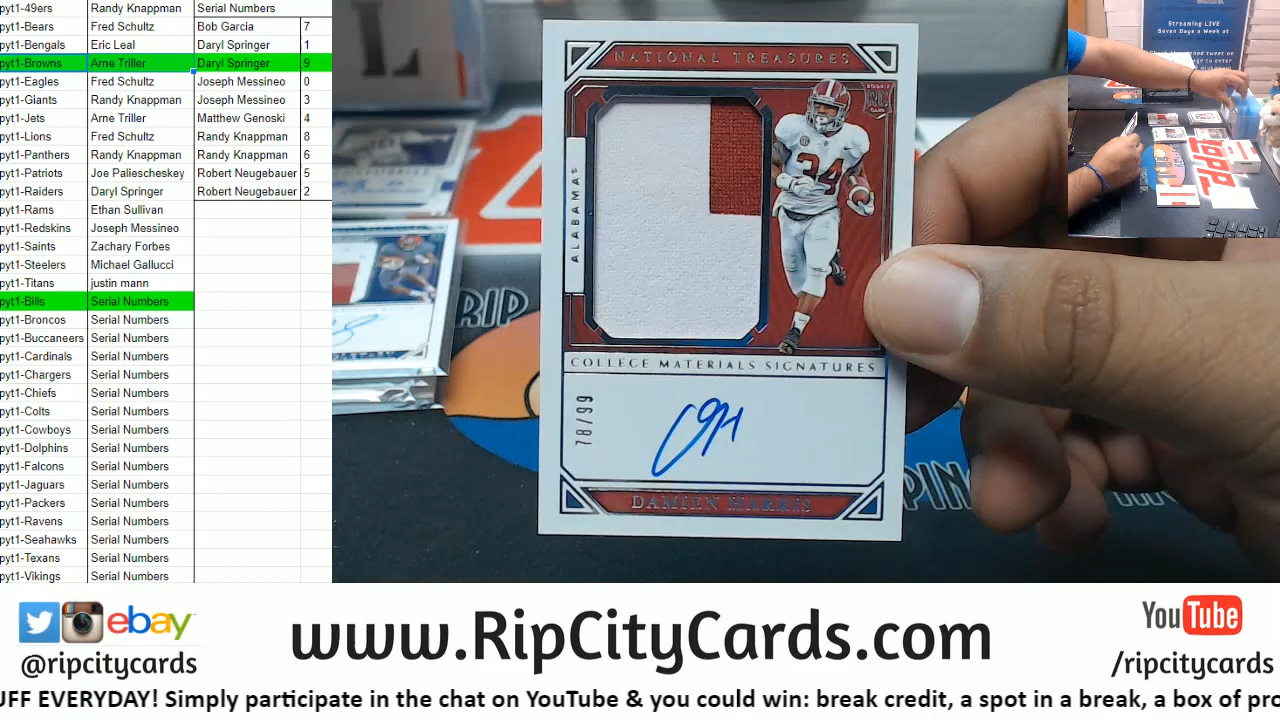 pyt1-49ers Randy Knappman Serial Numbers
pyt1-Bears Fred Schultz Bob Garcia 7
pyt1-Bengals Eric Leal Daryl Springer 1
pyt1-Browns Arne Triller Daryl Springer 9
pyt1-Eagles Fred Schultz Joseph Messineo 0
pyt1-Giants Randy Knappman Joseph Messineo 3
pyt1-Jets Arne Triller Matthew Genoski 4
pyt1-Lions Fred Schultz Randy Knappman 8
pyt1-Panthers Randy Knappman Randy Knappman 6
pyt1-Patriots Joe Paliescheskey Robert Neugebauer 5
pyt1-Raiders Daryl Springer Robert Neugebauer 2
pyt1-Rams Ethan Sullivan
pyt1-Redskins Joseph Messineo
pyt1-Saints Zachary Forbes
pyt1-Steelers Michael Gallucci
pyt1-Titans justin mann
pyt1-Bills Serial Numbers
pyt1-Broncos Serial Numbers
pyt1-Buccaneers Serial Numbers
pyt1-Cardinals Serial Numbers
pyt1-Chargers Serial Numbers
pyt1-Chiefs Serial Numbers
pyt1-Colts Serial Numbers
pyt1-Cowboys Serial Numbers
pyt1-Dolphins Serial Numbers
pyt1-Falcons Serial Numbers
pyt1-Jaguars Serial Numbers
pyt1-Packers Serial Numbers
pyt1-Ravens Serial Numbers
pyt1-Seahawks Serial Numbers
pyt1-Texans Serial Numbers
pyt1-Vikings Serial Numbers
NATIONAL TREASURES
RC
ALABAMA
34
COLLEGE MATERIALS SIGNATURES
78/99
DAMIEN HARRIS
RIP
Streaming LIVE
Seven Days a Week at
ebay
@ripcitycards
www.RipCityCards.com
YouTube
/ripcitycards
UFF EVERYDAY! Simply participate in the chat on YouTube & you could win: break credit, a spot in a break, a box of pro